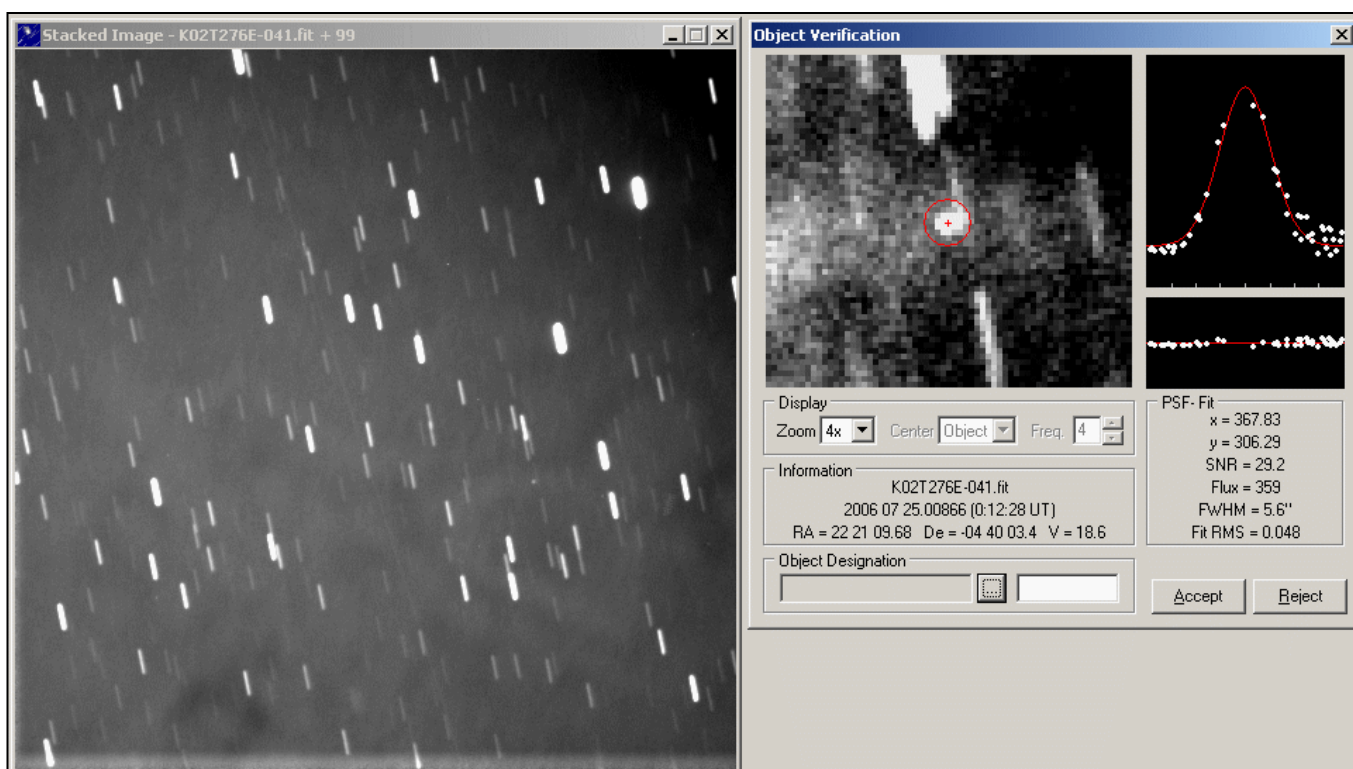 Stacked Image - K02T276E-041.fit + 99
Object Verification
Display
Zoom 4x Center Object Freq. 4
Information
K02T276E-041.fit
2006 07 25.00866 (0:12:28 UT)
RA = 22 21 09.68 De = -04 40 03.4 V = 18.6
Object Designation
...
PSF- Fit
x = 367.83
y = 306.29
SNR = 29.2
Flux = 359
FWHM = 5.6"
Fit RMS = 0.048
Accept Reject